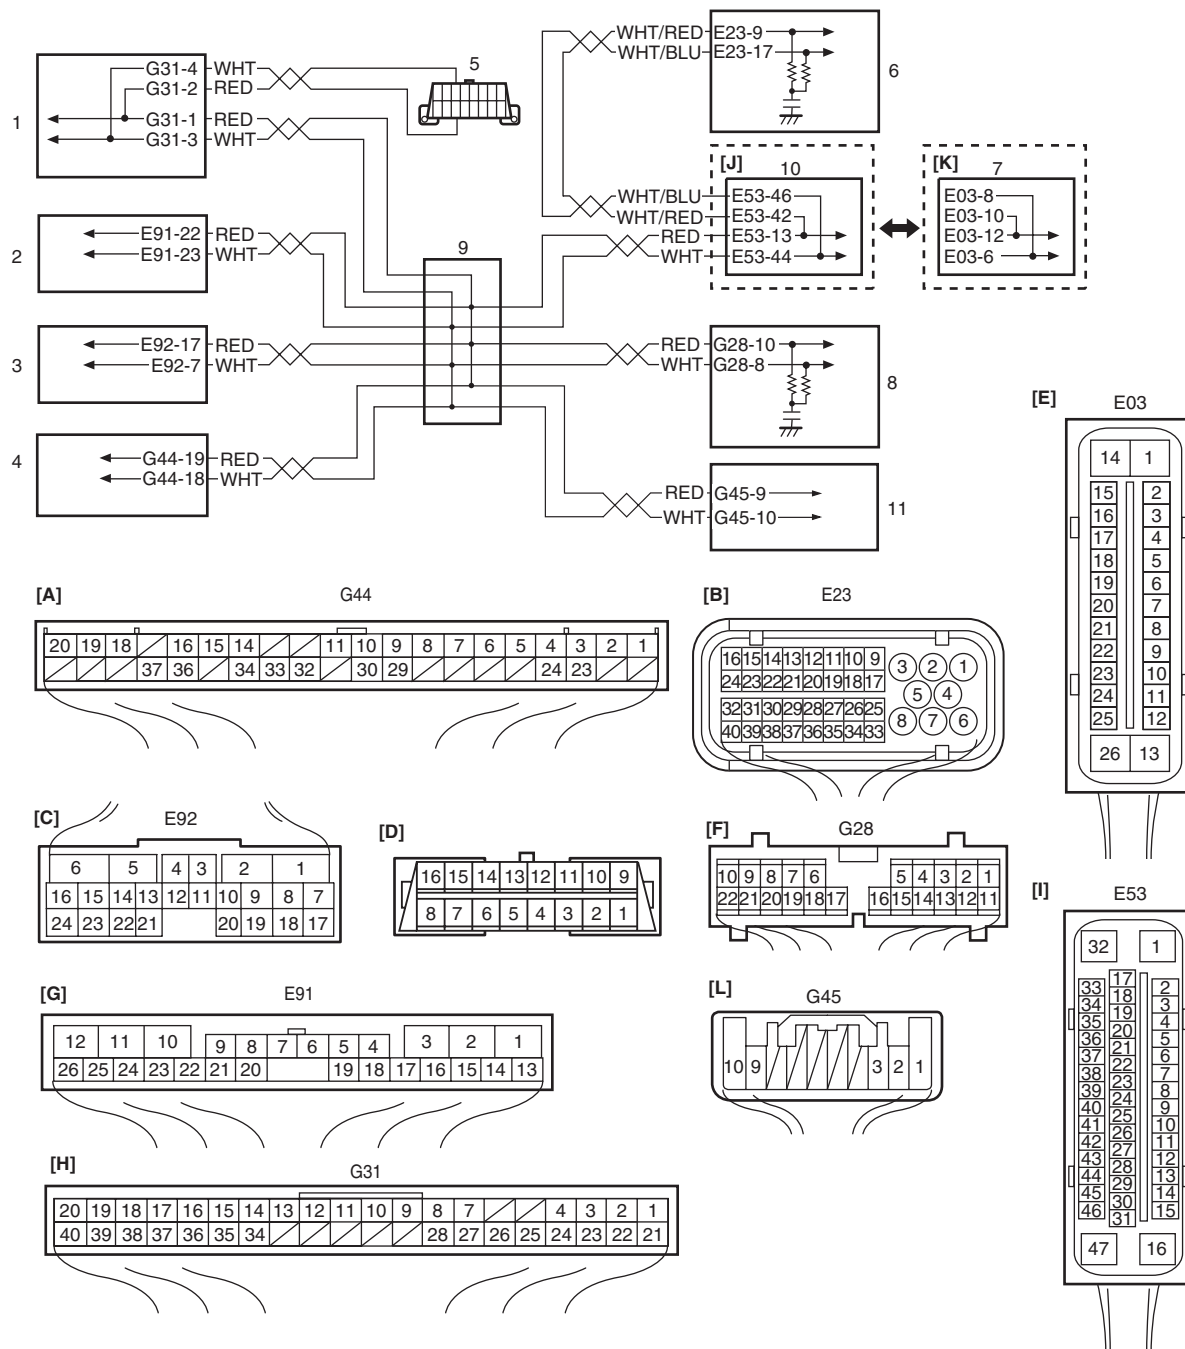 1
G31-4 WHT
G31-2 RED
G31-1 RED
G31-3 WHT
5
WHT/RED E23-9
WHT/BLU E23-17
6
2
E91-22 RED
E91-23 WHT
9
[J] 10
WHT/BLU E53-46
WHT/RED E53-42
RED E53-13
WHT E53-44
[K] 7
E03-8
E03-10
E03-12
E03-6
3
E92-17 RED
E92-7 WHT
RED G28-10
WHT G28-8
8
4
G44-19 RED
G44-18 WHT
RED G45-9
WHT G45-10
11
[E] E03
14 1
15 2
16 3
17 4
18 5
19 6
20 7
21 8
22 9
23 10
24 11
25 12
26 13
[A] G44
20 19 18 16 15 14 11 10 9 8 7 6 5 4 3 2 1
37 36 34 33 32 30 29 24 23
[B] E23
16 15 14 13 12 11 10 9
24 23 22 21 20 19 18 17
32 31 30 29 28 27 26 25
40 39 38 37 36 35 34 33
3 2 1
5 4
8 7 6
[C] E92
6 5 4 3 2 1
16 15 14 13 12 11 10 9 8 7
24 23 22 21 20 19 18 17
[D]
16 15 14 13 12 11 10 9
8 7 6 5 4 3 2 1
[F] G28
10 9 8 7 6 5 4 3 2 1
22 21 20 19 18 17 16 15 14 13 12 11
[I] E53
32 1
33 34 35 36 37 38 39 40 41 42 43 44 45 46
17 18 19 20 21 22 23 24 25 26 27 28 29 30 31
2 3 4 5 6 7 8 9 10 11 12 13 14 15
47 16
[G] E91
12 11 10 9 8 7 6 5 4 3 2 1
26 25 24 23 22 21 20 19 18 17 16 15 14 13
[L] G45
10 9 3 2 1
[H] G31
20 19 18 17 16 15 14 13 12 11 10 9 8 7 4 3 2 1
40 39 38 37 36 35 34 28 27 26 25 24 23 22 21